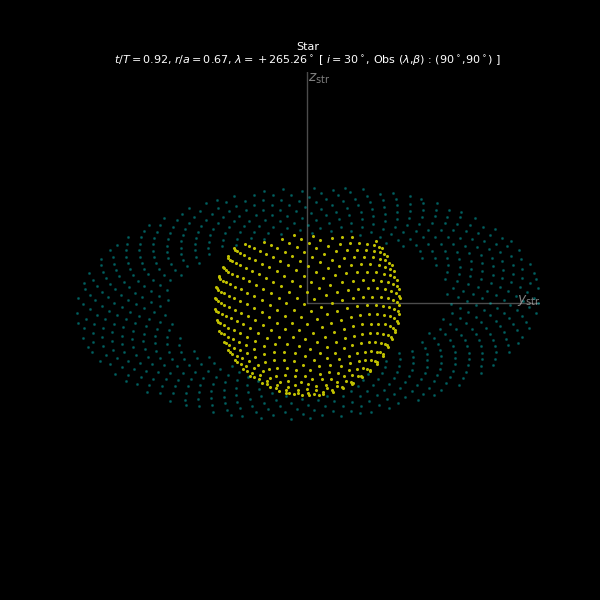 Star
t/T=0.92, r/a=0.67, λ=+265.26° [ i=30°, Obs (λ,β) : (90°,90°) ]
z_str
y_str